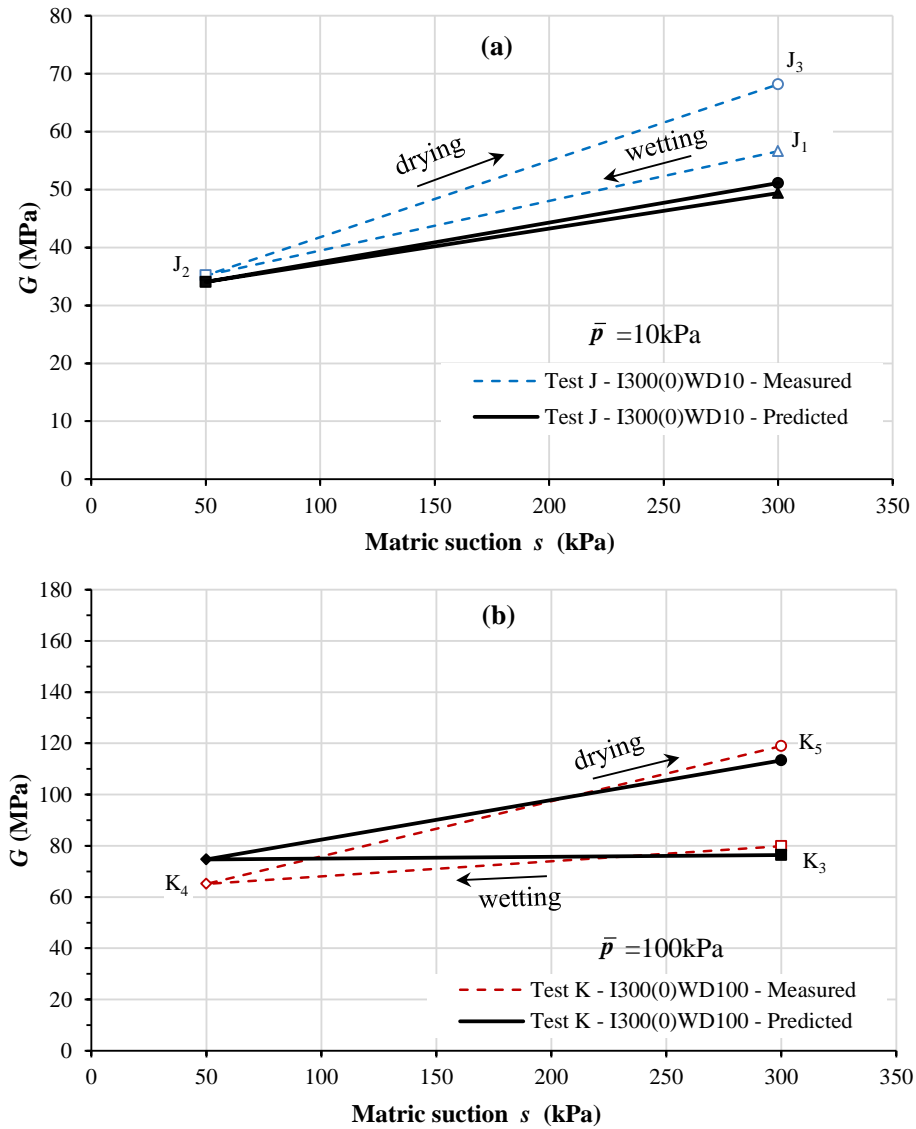 (a)
80
70
60
50
40
30
20
10
0
G (MPa)
J3
J1
J2
drying
wetting
p̄ =10kPa
Test J - I300(0)WD10 - Measured
Test J - I300(0)WD10 - Predicted
0 50 100 150 200 250 300 350
Matric suction s (kPa)
(b)
180
160
140
120
100
80
60
40
20
0
G (MPa)
drying
K5
K3
K4
wetting
p̄ =100kPa
Test K - I300(0)WD100 - Measured
Test K - I300(0)WD100 - Predicted
0 50 100 150 200 250 300 350
Matric suction s (kPa)